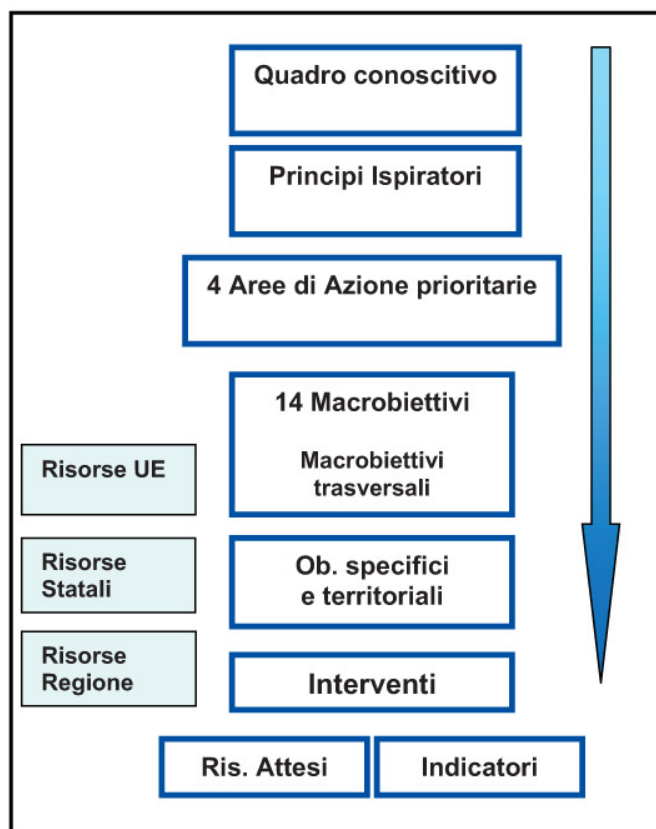 Quadro conoscitivo
Principi Ispiratori
4 Aree di Azione prioritarie
14 Macrobiettivi
Macrobiettivi
trasversali
Risorse UE
Risorse
Statali
Ob. specifici
e territoriali
Risorse
Regione
Interventi
Ris. Attesi
Indicatori